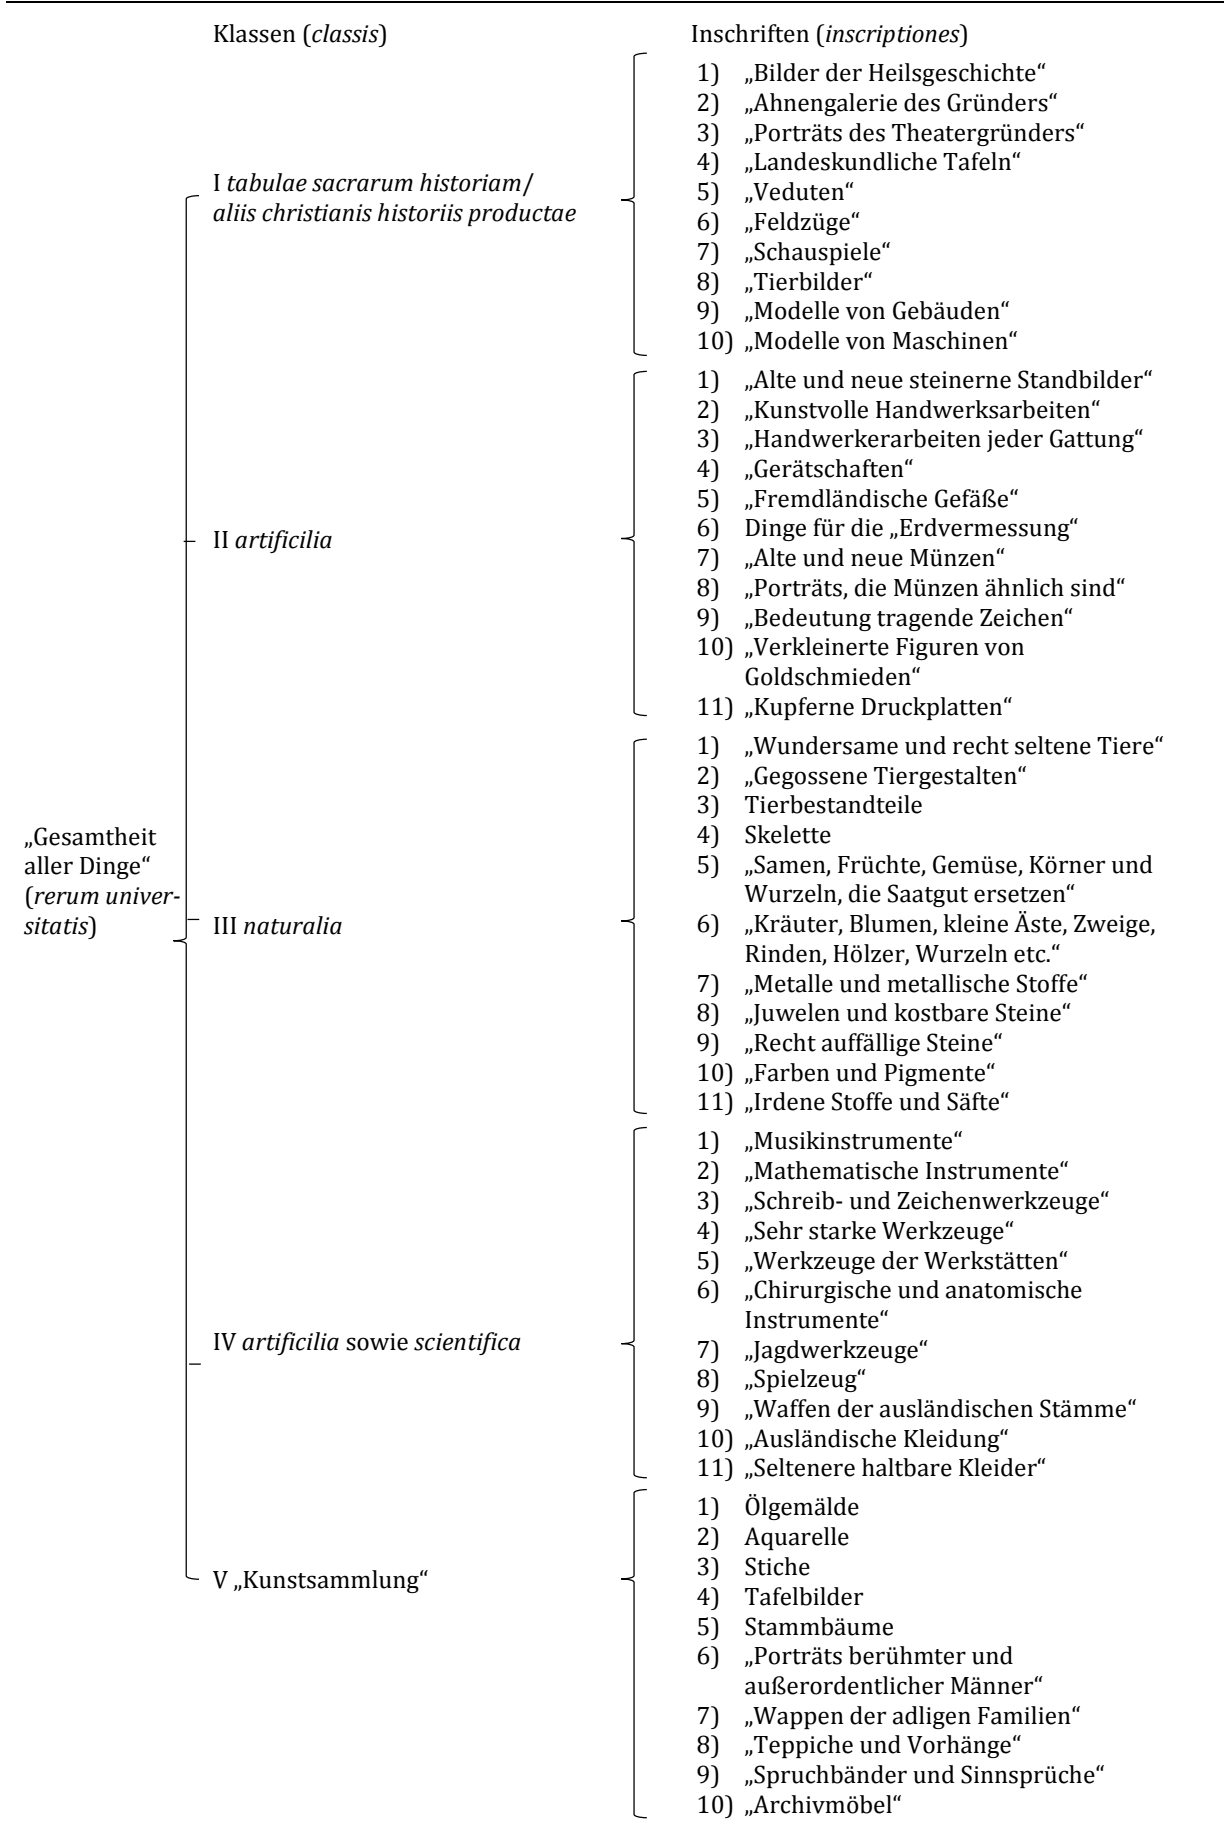 Klassen (classis)
Inschriften (inscriptiones)
I tabulae sacrarum historiam/
aliis christianis historiis productae
1) „Bilder der Heilsgeschichte“
2) „Ahnengalerie des Gründers“
3) „Porträts des Theatergründers“
4) „Landeskundliche Tafeln“
5) „Veduten“
6) „Feldzüge“
7) „Schauspiele“
8) „Tierbilder“
9) „Modelle von Gebäuden“
10) „Modelle von Maschinen“
II artificilia
1) „Alte und neue steinerne Standbilder“
2) „Kunstvolle Handwerksarbeiten“
3) „Handwerkerarbeiten jeder Gattung“
4) „Gerätschaften“
5) „Fremdländische Gefäße“
6) Dinge für die „Erdvermessung“
7) „Alte und neue Münzen“
8) „Porträts, die Münzen ähnlich sind“
9) „Bedeutung tragende Zeichen“
10) „Verkleinerte Figuren von
Goldschmieden“
11) „Kupferne Druckplatten“
„Gesamtheit
aller Dinge“
(rerum univer-
sitatis)
III naturalia
1) „Wundersame und recht seltene Tiere“
2) „Gegossene Tiergestalten“
3) Tierbestandteile
4) Skelette
5) „Samen, Früchte, Gemüse, Körner und
Wurzeln, die Saatgut ersetzen“
6) „Kräuter, Blumen, kleine Äste, Zweige,
Rinden, Hölzer, Wurzeln etc.“
7) „Metalle und metallische Stoffe“
8) „Juwelen und kostbare Steine“
9) „Recht auffällige Steine“
10) „Farben und Pigmente“
11) „Irdene Stoffe und Säfte“
IV artificilia sowie scientifica
1) „Musikinstrumente“
2) „Mathematische Instrumente“
3) „Schreib- und Zeichenwerkzeuge“
4) „Sehr starke Werkzeuge“
5) „Werkzeuge der Werkstätten“
6) „Chirurgische und anatomische
Instrumente“
7) „Jagdwerkzeuge“
8) „Spielzeug“
9) „Waffen der ausländischen Stämme“
10) „Ausländische Kleidung“
11) „Seltenere haltbare Kleider“
V „Kunstsammlung“
1) Ölgemälde
2) Aquarelle
3) Stiche
4) Tafelbilder
5) Stammbäume
6) „Porträts berühmter und
außerordentlicher Männer“
7) „Wappen der adligen Familien“
8) „Teppiche und Vorhänge“
9) „Spruchbänder und Sinnsprüche“
10) „Archivmöbel“